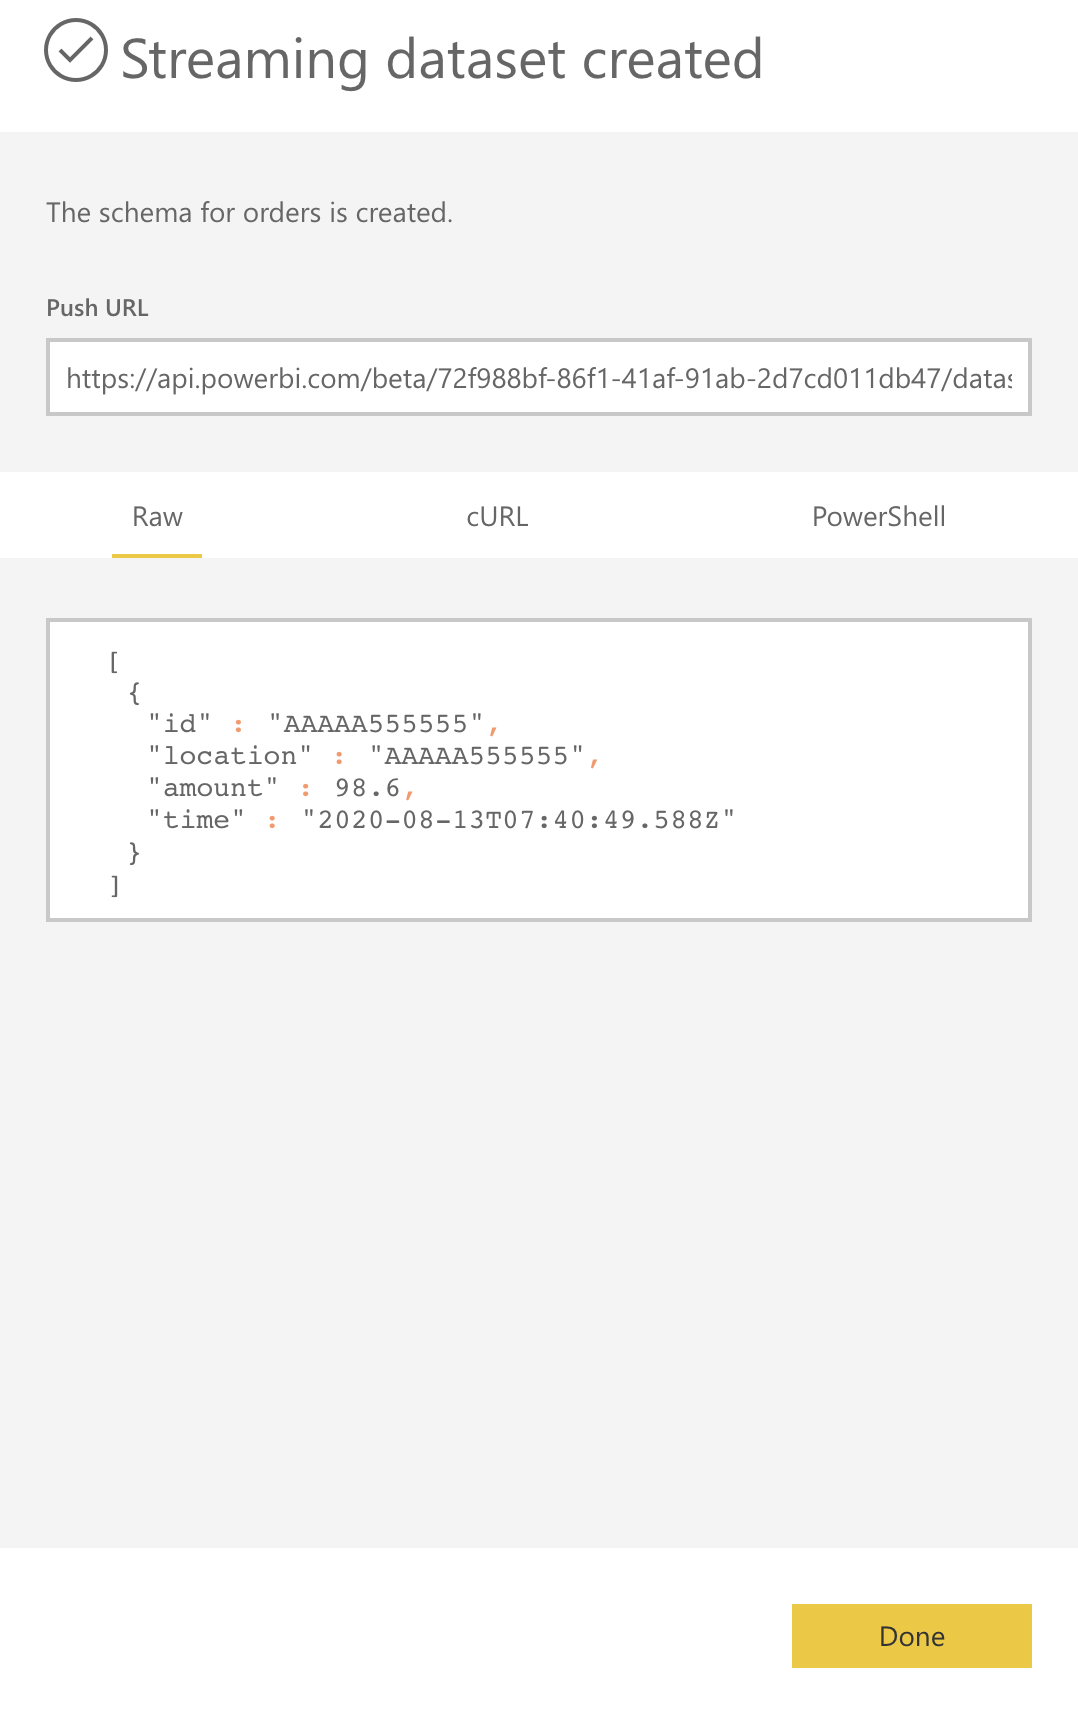 Streaming dataset created
The schema for orders is created.
Push URL
https://api.powerbi.com/beta/72f988bf-86f1-41af-91ab-2d7cd011db47/datas
Raw
cURL
PowerShell
[
{
"id" : "AAAAA555555",
"location" : "AAAAA555555",
"amount" : 98.6,
"time" : "2020-08-13T07:40:49.588Z"
}
]
Done